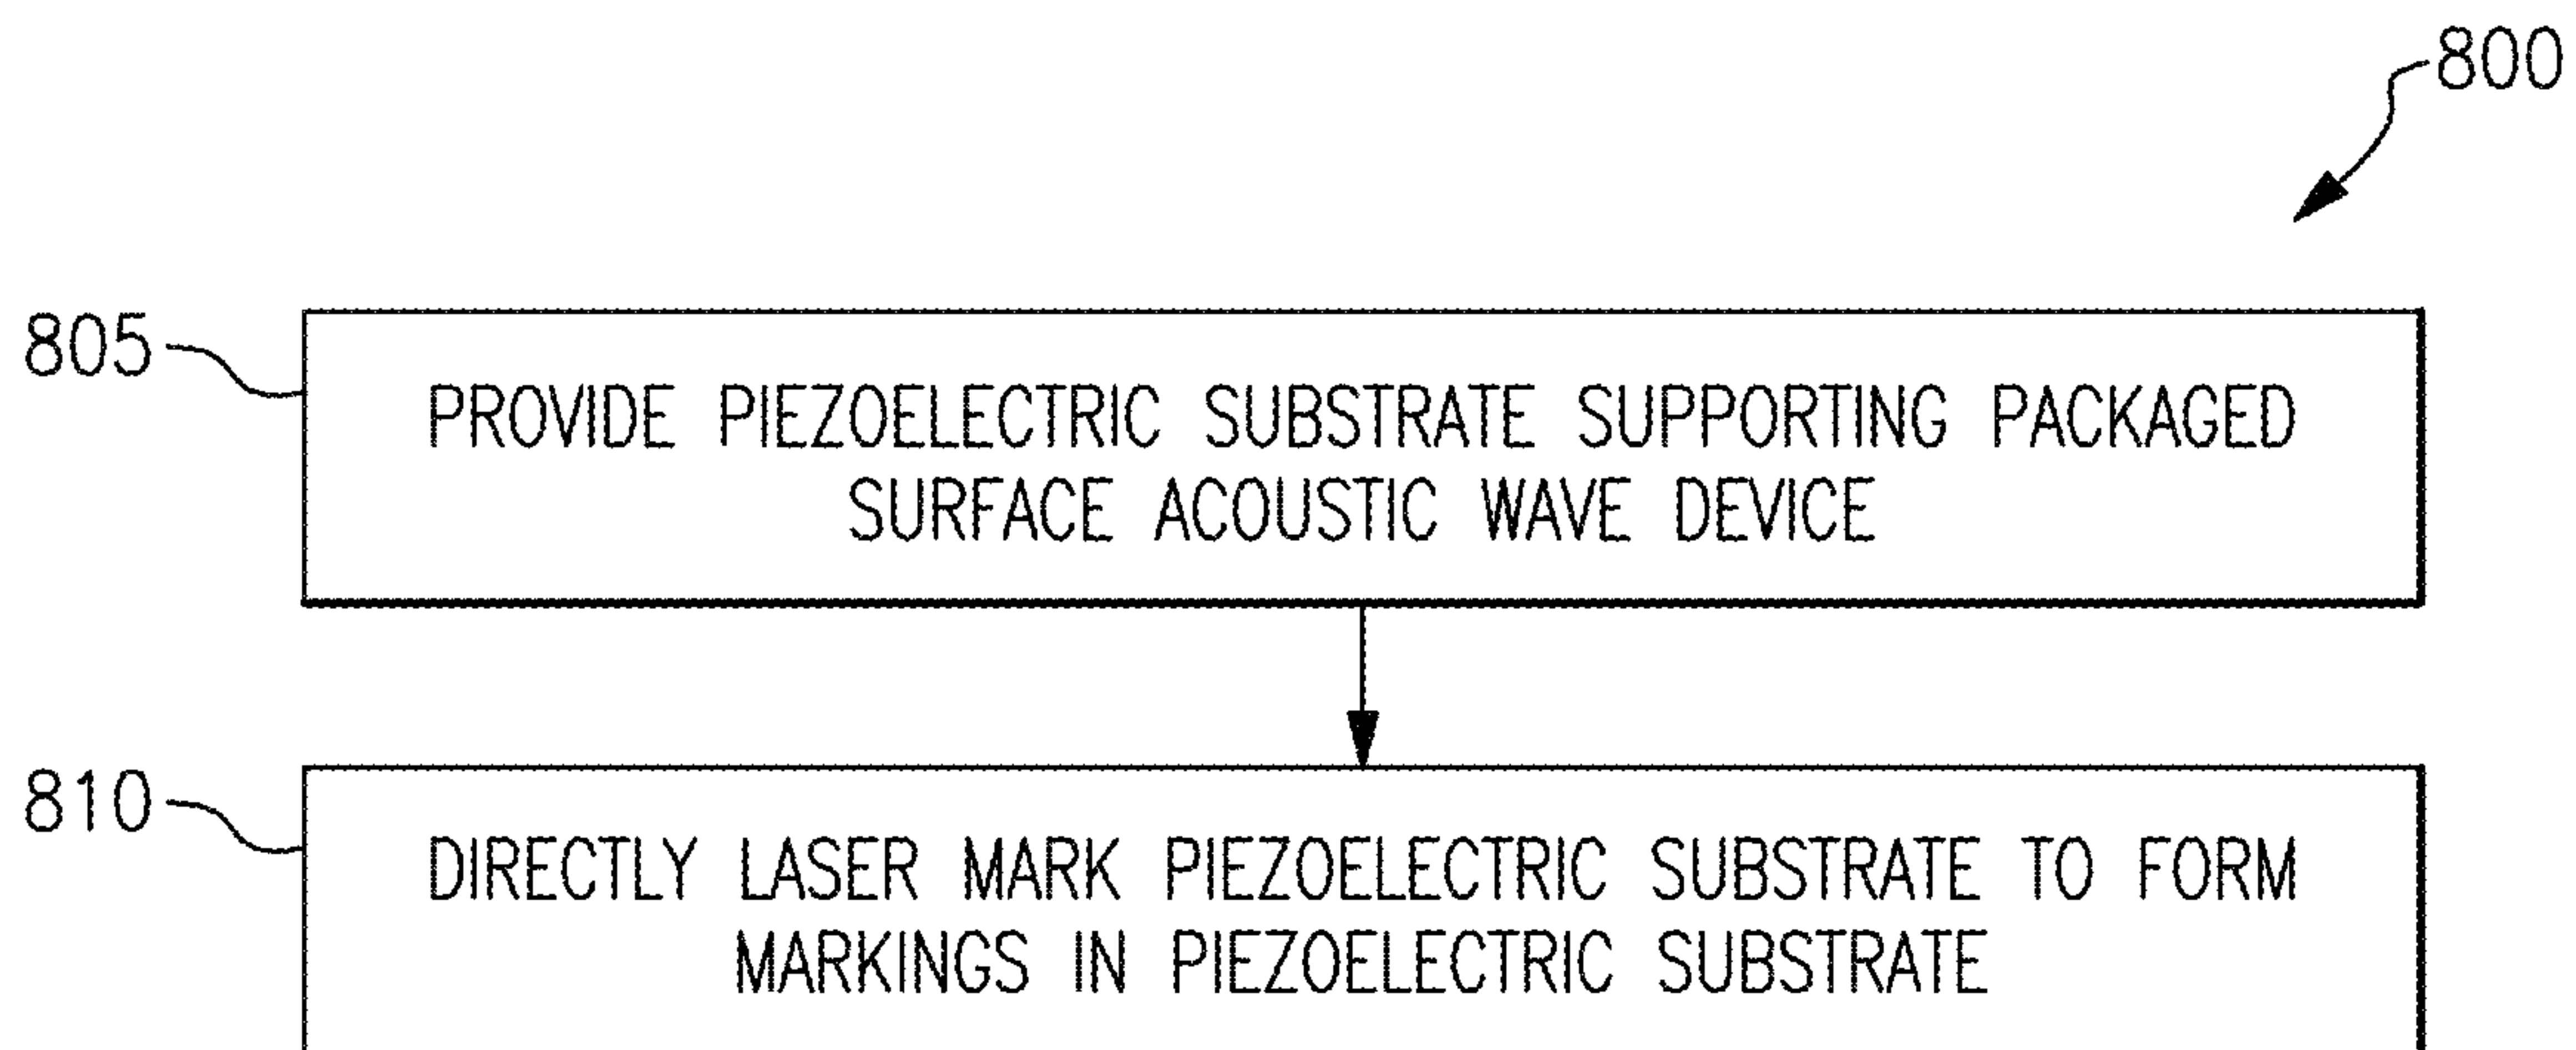 800
805
PROVIDE PIEZOELECTRIC SUBSTRATE SUPPORTING PACKAGED
SURFACE ACOUSTIC WAVE DEVICE
810
DIRECTLY LASER MARK PIEZOELECTRIC SUBSTRATE TO FORM
MARKINGS IN PIEZOELECTRIC SUBSTRATE